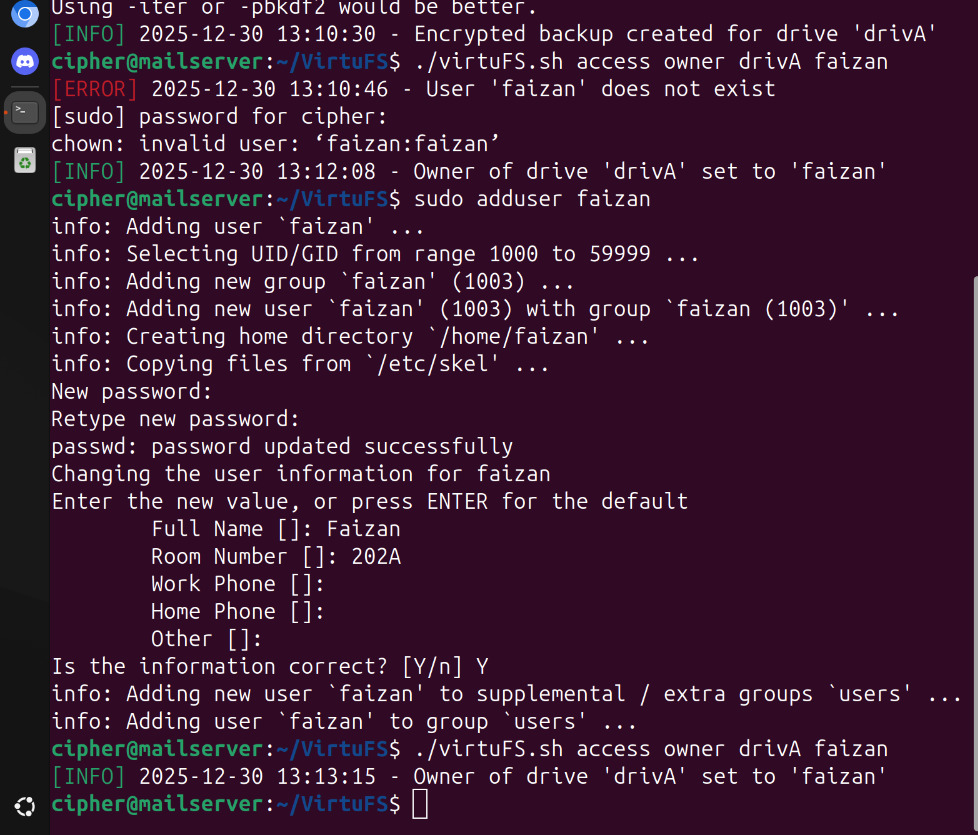 Using -iter or -pbkdf2 would be better.
[INFO] 2025-12-30 13:10:30 - Encrypted backup created for drive 'drivA'
cipher@mailserver:~/VirtuFS$ ./virtuFS.sh access owner drivA faizan
[ERROR] 2025-12-30 13:10:46 - User 'faizan' does not exist
[sudo] password for cipher:
chown: invalid user: ‘faizan:faizan’
[INFO] 2025-12-30 13:12:08 - Owner of drive 'drivA' set to 'faizan'
cipher@mailserver:~/VirtuFS$ sudo adduser faizan
info: Adding user `faizan' ...
info: Selecting UID/GID from range 1000 to 59999 ...
info: Adding new group `faizan' (1003) ...
info: Adding new user `faizan' (1003) with group `faizan (1003)' ...
info: Creating home directory `/home/faizan' ...
info: Copying files from `/etc/skel' ...
New password:
Retype new password:
passwd: password updated successfully
Changing the user information for faizan
Enter the new value, or press ENTER for the default
        Full Name []: Faizan
        Room Number []: 202A
        Work Phone []:
        Home Phone []:
        Other []:
Is the information correct? [Y/n] Y
info: Adding new user `faizan' to supplemental / extra groups `users' ...
info: Adding user `faizan' to group `users' ...
cipher@mailserver:~/VirtuFS$ ./virtuFS.sh access owner drivA faizan
[INFO] 2025-12-30 13:13:15 - Owner of drive 'drivA' set to 'faizan'
cipher@mailserver:~/VirtuFS$